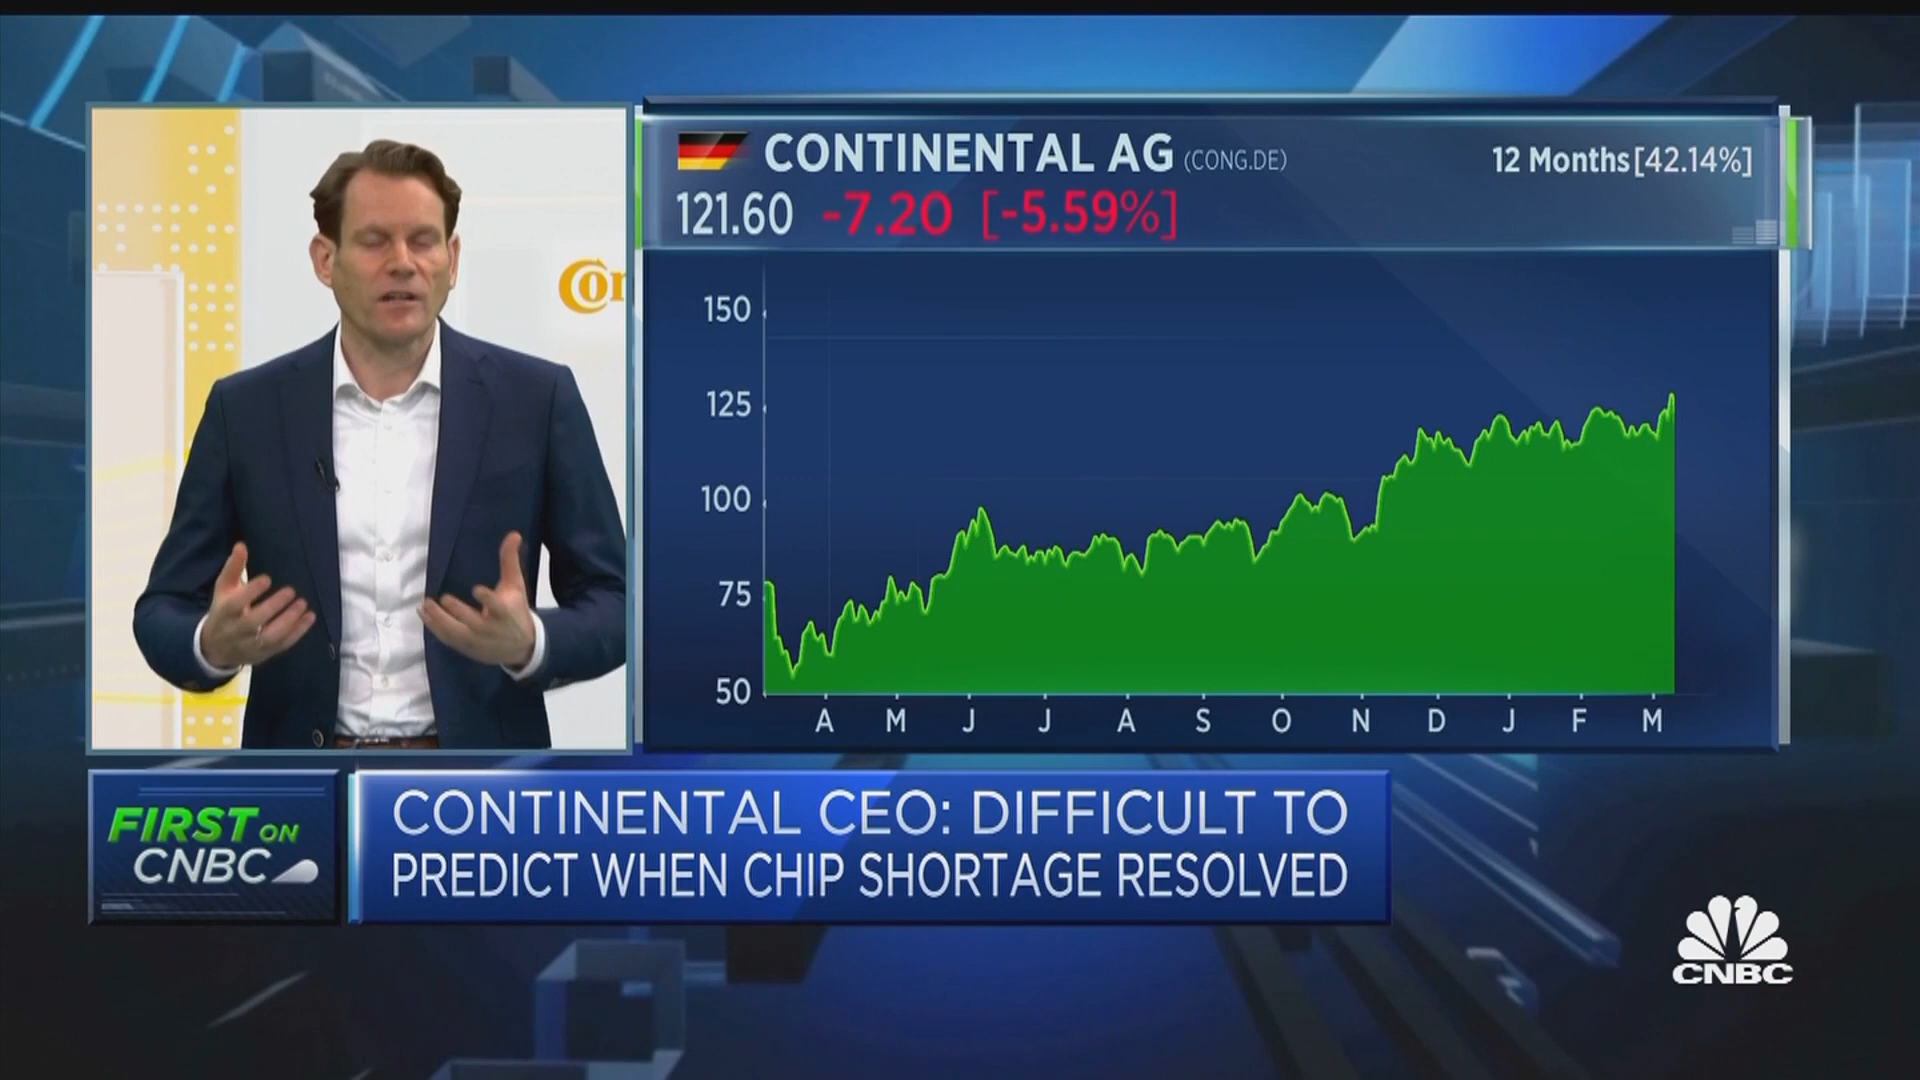 Con
CONTINENTAL AG (CONG.DE)
12 Months[42.14%]
121.60 -7.20 [-5.59%]
150
125
100
75
50
A M J J A S O N D J F M
FIRST ON
CNBC
CONTINENTAL CEO: DIFFICULT TO
PREDICT WHEN CHIP SHORTAGE RESOLVED
CNBC